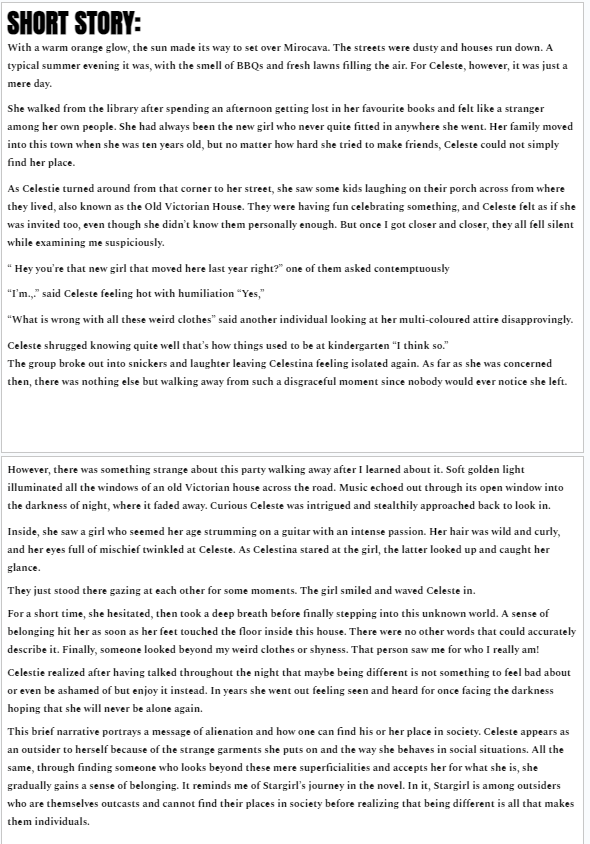 SHORT STORY:
With a warm orange glow, the sun made its way to set over Mirocava. The streets were dusty and houses run down. A
typical summer evening it was, with the smell of BBQs and fresh lawns filling the air. For Celeste, however, it was just a
mere day.
She walked from the library after spending an afternoon getting lost in her favourite books and felt like a stranger
among her own people. She had always been the new girl who never quite fitted in anywhere she went. Her family moved
into this town when she was ten years old, but no matter how hard she tried to make friends, Celeste could not simply
find her place.
As Celestie turned around from that corner to her street, she saw some kids laughing on their porch across from where
they lived, also known as the Old Victorian House. They were having fun celebrating something, and Celeste felt as if she
was invited too, even though she didn't know them personally enough. But once I got closer and closer, they all fell silent
while examining me suspiciously.
“ Hey you're that new girl that moved here last year right?” one of them asked contemptuously
“I'm.,.” said Celeste feeling hot with humiliation “Yes,”
“What is wrong with all these weird clothes” said another individual looking at her multi-coloured attire disapprovingly.
Celeste shrugged knowing quite well that's how things used to be at kindergarten “I think so.”
The group broke out into snickers and laughter leaving Celestina feeling isolated again. As far as she was concerned
then, there was nothing else but walking away from such a disgraceful moment since nobody would ever notice she left.
However, there was something strange about this party walking away after I learned about it. Soft golden light
illuminated all the windows of an old Victorian house across the road. Music echoed out through its open window into
the darkness of night, where it faded away. Curious Celeste was intrigued and stealthily approached back to look in.
Inside, she saw a girl who seemed her age strumming on a guitar with an intense passion. Her hair was wild and curly,
and her eyes full of mischief twinkled at Celeste. As Celestina stared at the girl, the latter looked up and caught her
glance.
They just stood there gazing at each other for some moments. The girl smiled and waved Celeste in.
For a short time, she hesitated, then took a deep breath before finally stepping into this unknown world. A sense of
belonging hit her as soon as her feet touched the floor inside this house. There were no other words that could accurately
describe it. Finally, someone looked beyond my weird clothes or shyness. That person saw me for who I really am!
Celestie realized after having talked throughout the night that maybe being different is not something to feel bad about
or even be ashamed of but enjoy it instead. In years she went out feeling seen and heard for once facing the darkness
hoping that she will never be alone again.
This brief narrative portrays a message of alienation and how one can find his or her place in society. Celeste appears as
an outsider to herself because of the strange garments she puts on and the way she behaves in social situations. All the
same, through finding someone who looks beyond these mere superficialities and accepts her for what she is, she
gradually gains a sense of belonging. It reminds me of Stargirl's journey in the novel. In it, Stargirl is among outsiders
who are themselves outcasts and cannot find their places in society before realizing that being different is all that makes
them individuals.